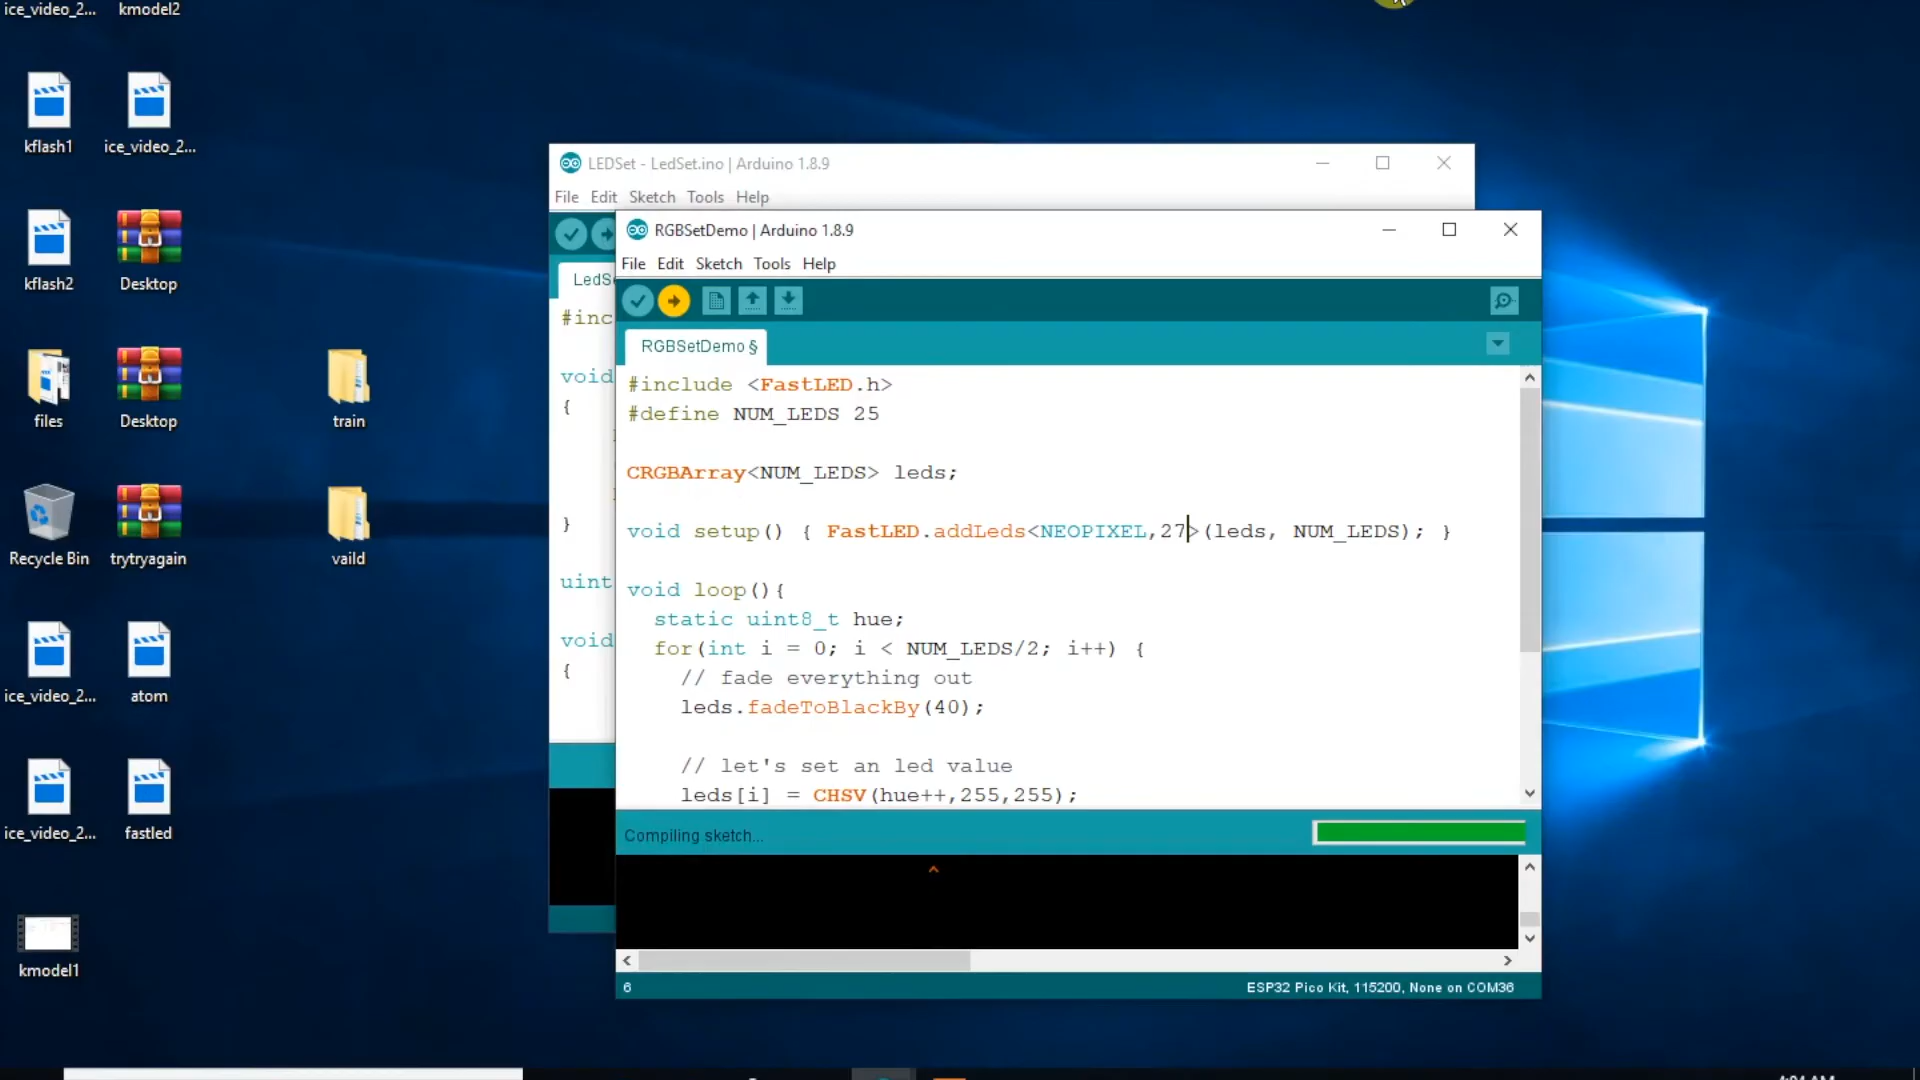 ice_video_2...
kmodel2
kflash1
ice_video_2...
kflash2
Desktop
files
Desktop
train
Recycle Bin
trytryagain
vaild
ice_video_2...
atom
ice_video_2...
fastled
kmodel1
LEDSet - LedSet.ino | Arduino 1.8.9
File Edit Sketch Tools Help
LedS
#inc
void
{
}
uint
void
{
RGBSetDemo | Arduino 1.8.9
File Edit Sketch Tools Help
RGBSetDemo §
#include <FastLED.h>
#define NUM_LEDS 25
CRGBArray<NUM_LEDS> leds;
void setup() { FastLED.addLeds<NEOPIXEL,27>(leds, NUM_LEDS); }
void loop(){
static uint8_t hue;
for(int i = 0; i < NUM_LEDS/2; i++) {
// fade everything out
leds.fadeToBlackBy(40);
// let's set an led value
leds[i] = CHSV(hue++,255,255);
Compiling sketch...
^
6
ESP32 Pico Kit, 115200, None on COM36